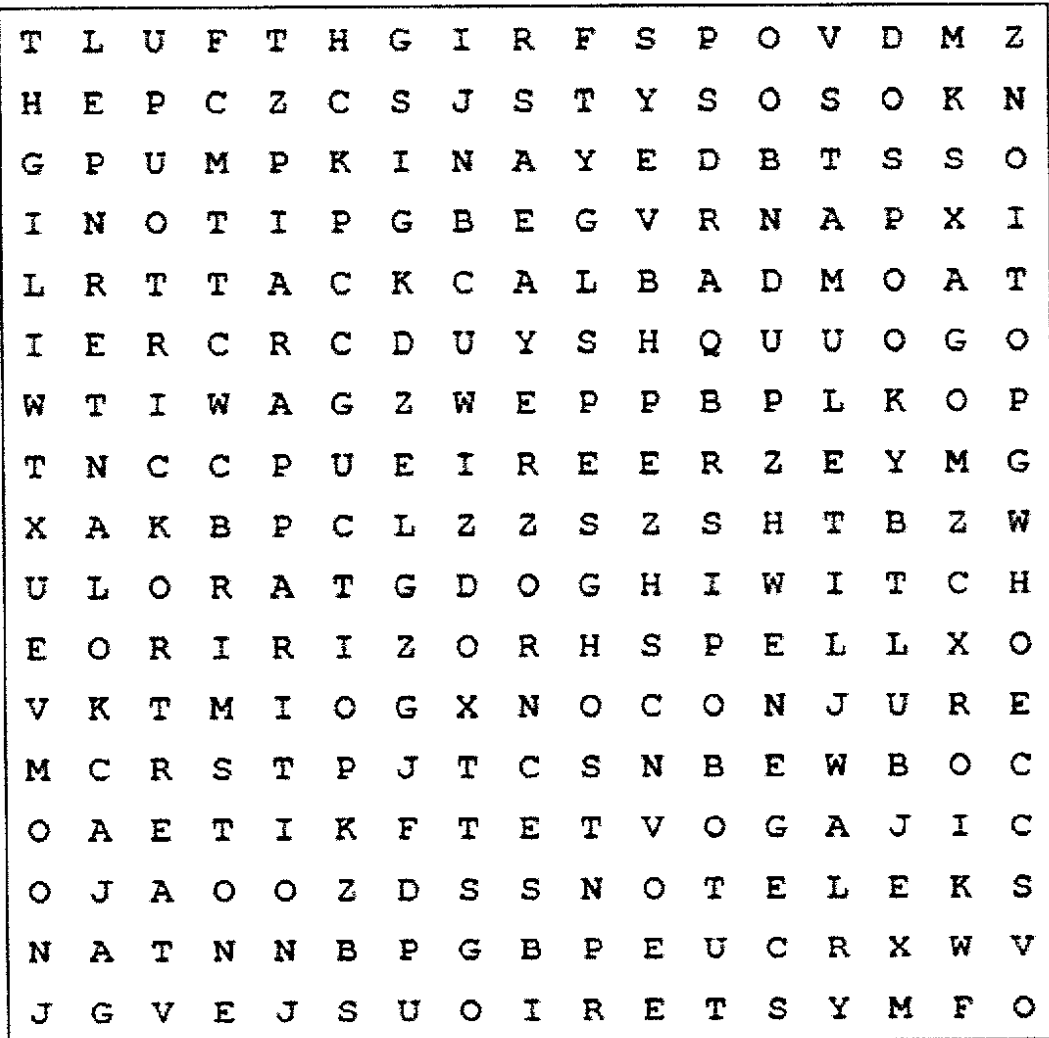 T L U F T H G I R F S P O V D M Z
H E P C Z C S J S T Y S O S O K N
G P U M P K I N A Y E D B T S S O
I N O T I P G B E G V R N A P X I
L R T T A C K C A L B A D M O A T
I E R C R C D U Y S H Q U U O G O
W T I W A G Z W E P P B P L K O P
T N C C P U E I R E E R Z E Y M G
X A K B P C L Z Z S Z S H T B Z W
U L O R A T G D O G H I W I T C H
E O R I R I Z O R H S P E L L X O
V K T M I O G X N O C O N J U R E
M C R S T P J T C S N B E W B O C
O A E T I K F T E T V O G A J I C
O J A O O Z D S S N O T E L E K S
N A T N N B P G B P E U C R X W V
J G V E J S U O I R E T S Y M F O